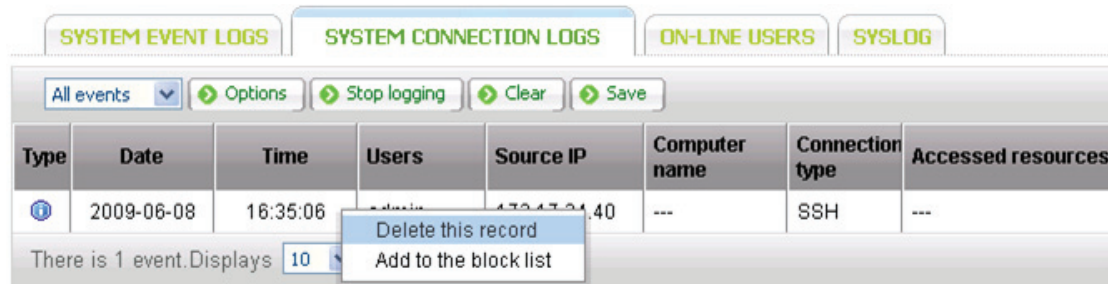 SYSTEM EVENT LOGS SYSTEM CONNECTION LOGS ON-LINE USERS SYSLOG
All events Options Stop logging Clear Save
Type Date Time Users Source IP Computer name Connection type Accessed resources
2009-06-08 16:35:06 --- SSH ---
Delete this record
There is 1 event.Displays 10
Add to the block list